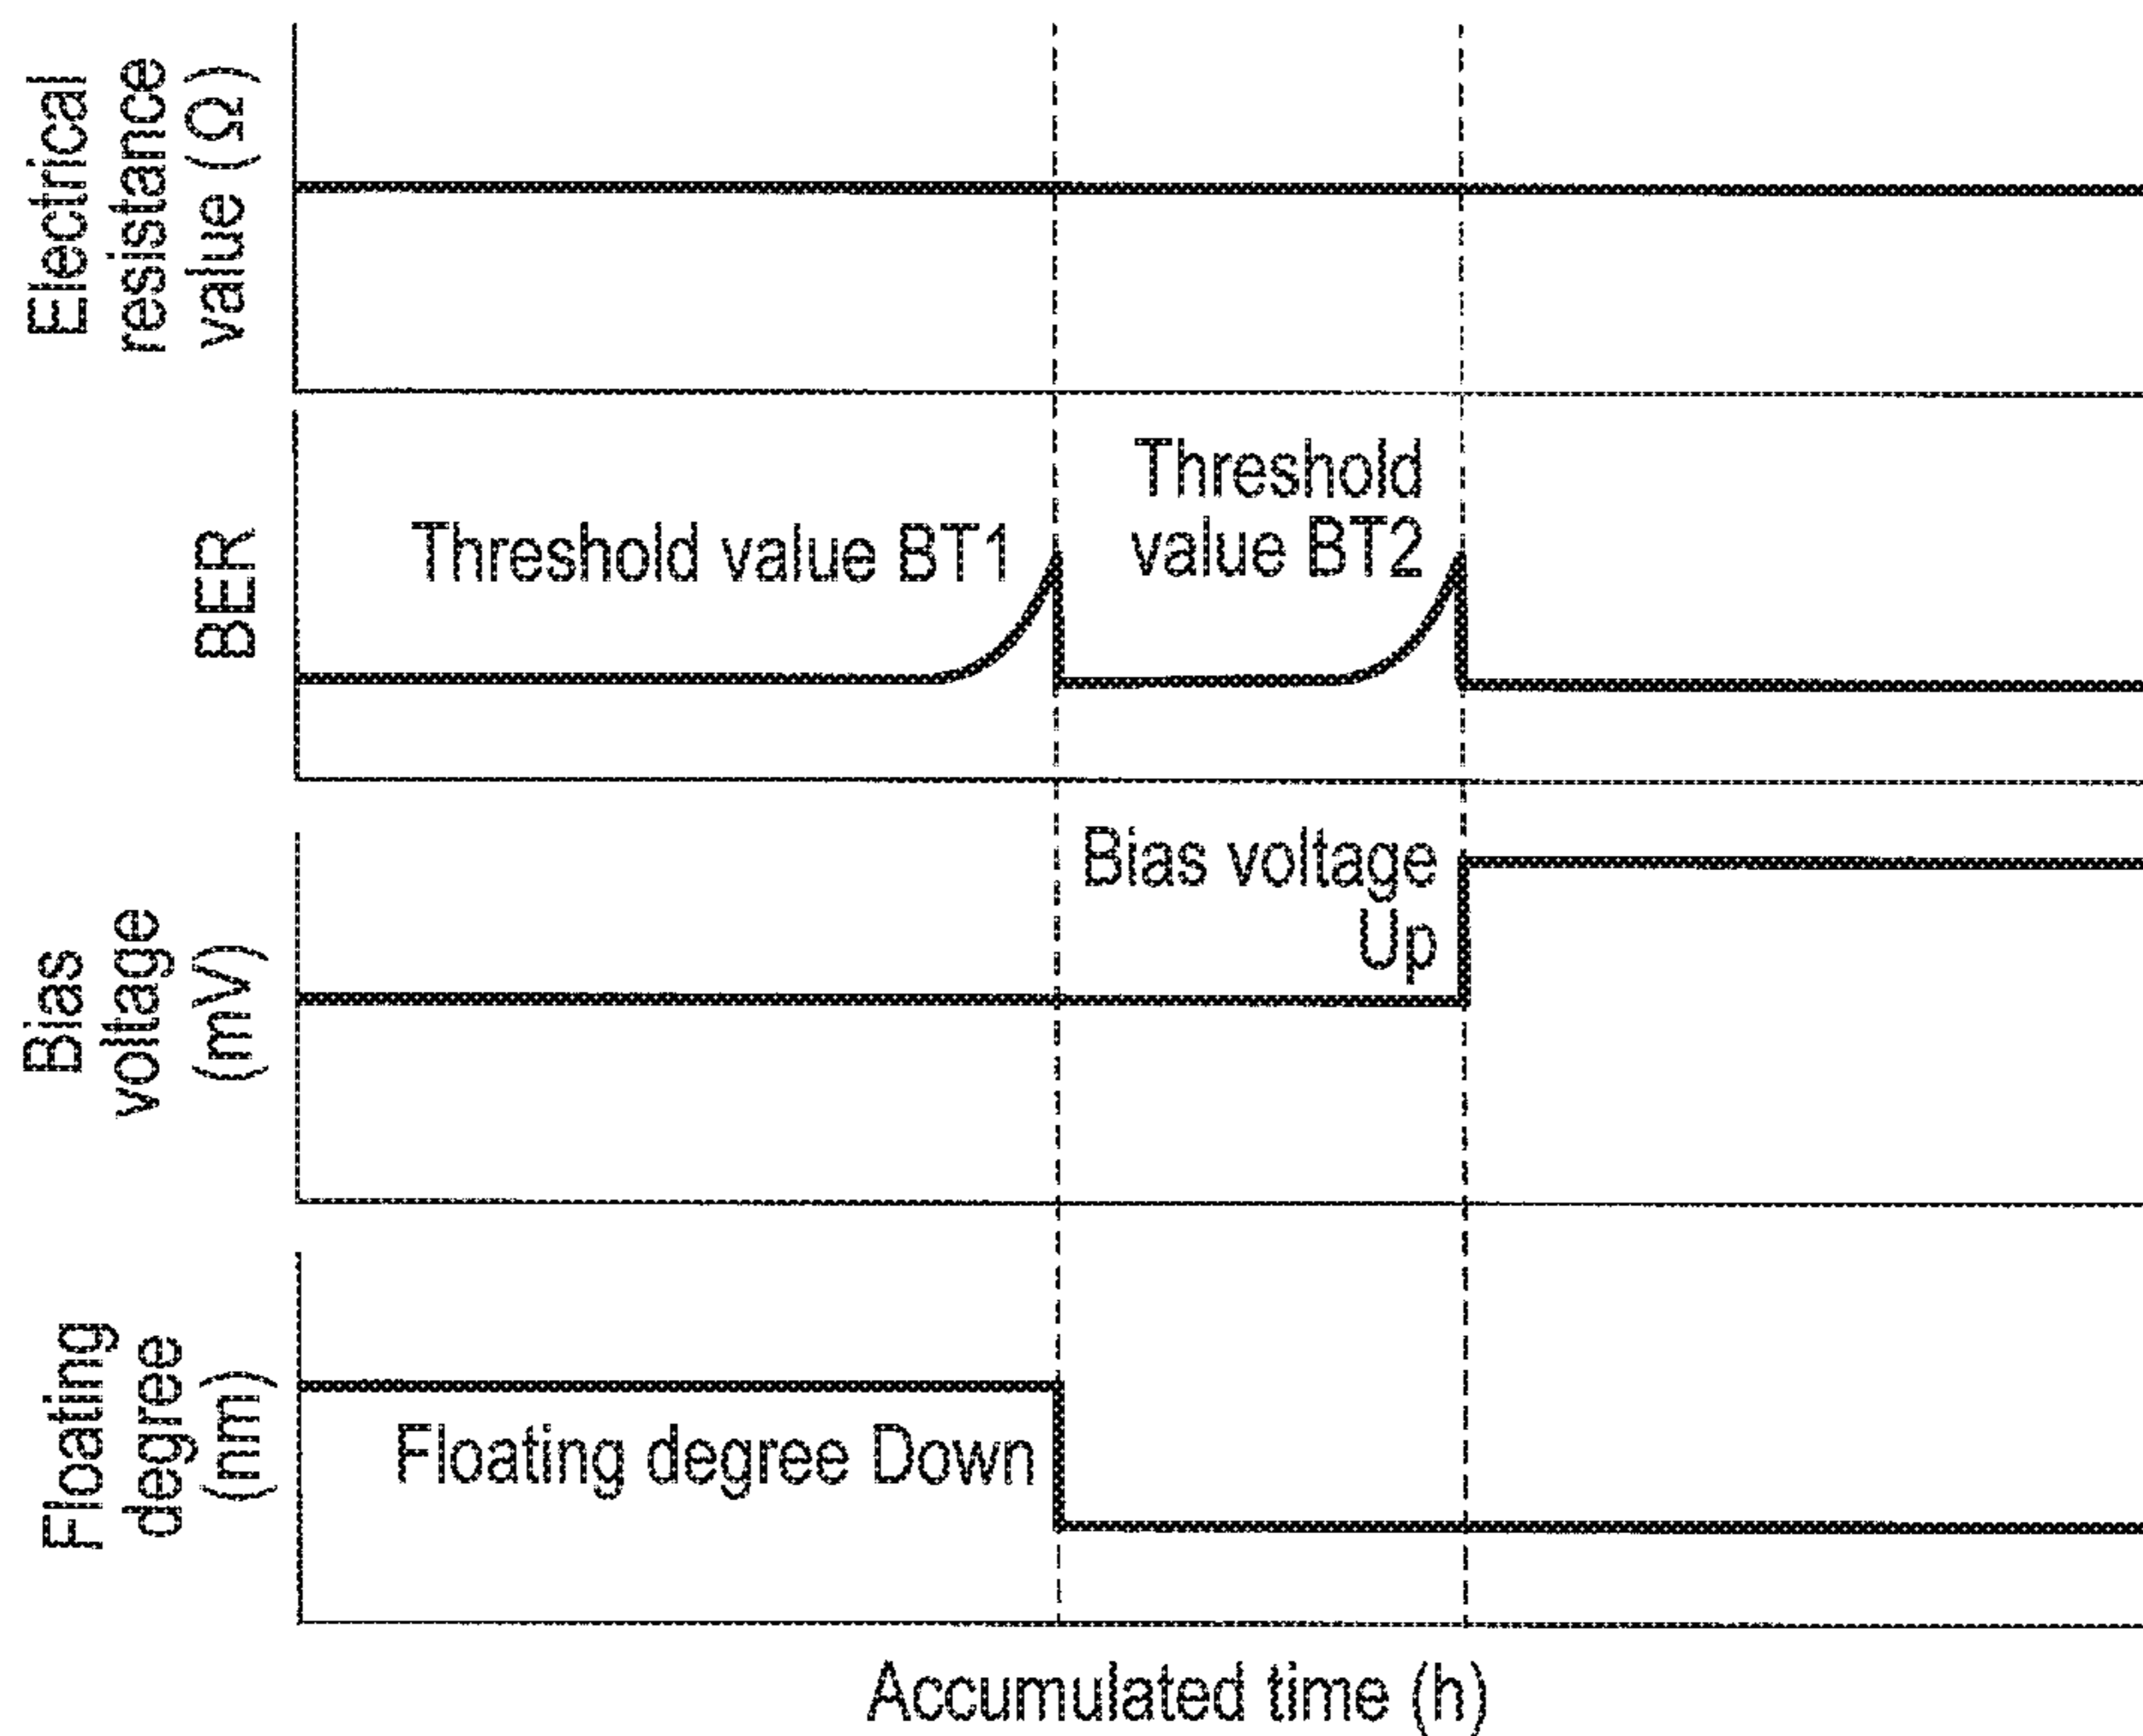 Electrical
resistance
value (Ω)
Threshold
value BT2
Threshold value BT1
BER
Bias voltage
Up
Bias
voltage
(mV)
Floating
degree
(nm)
Floating degree Down
Accumulated time (h)